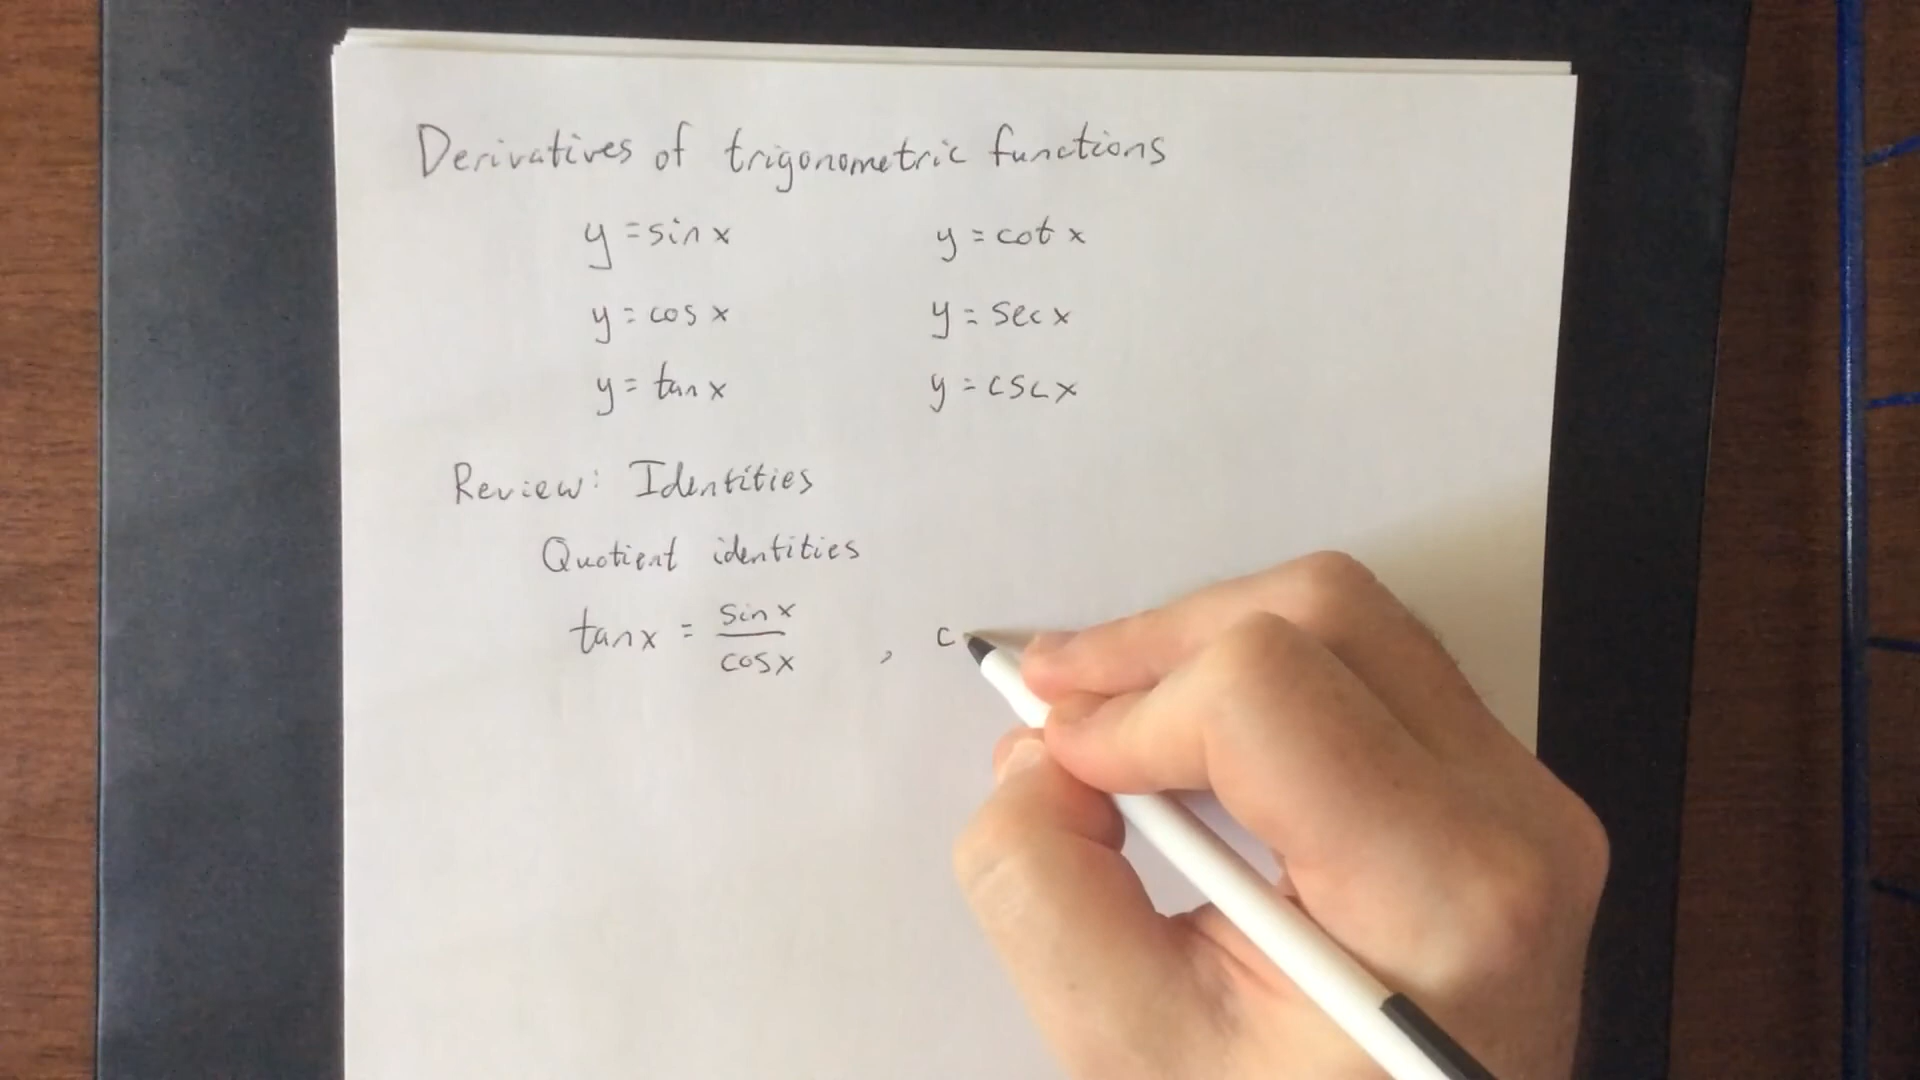 Derivatives of trigonometric functions
y = sin x y = cot x
y = cos x y = sec x
y = tan x y = csc x
Review: Identities
Quotient identities
tan x = sin x / cos x , c